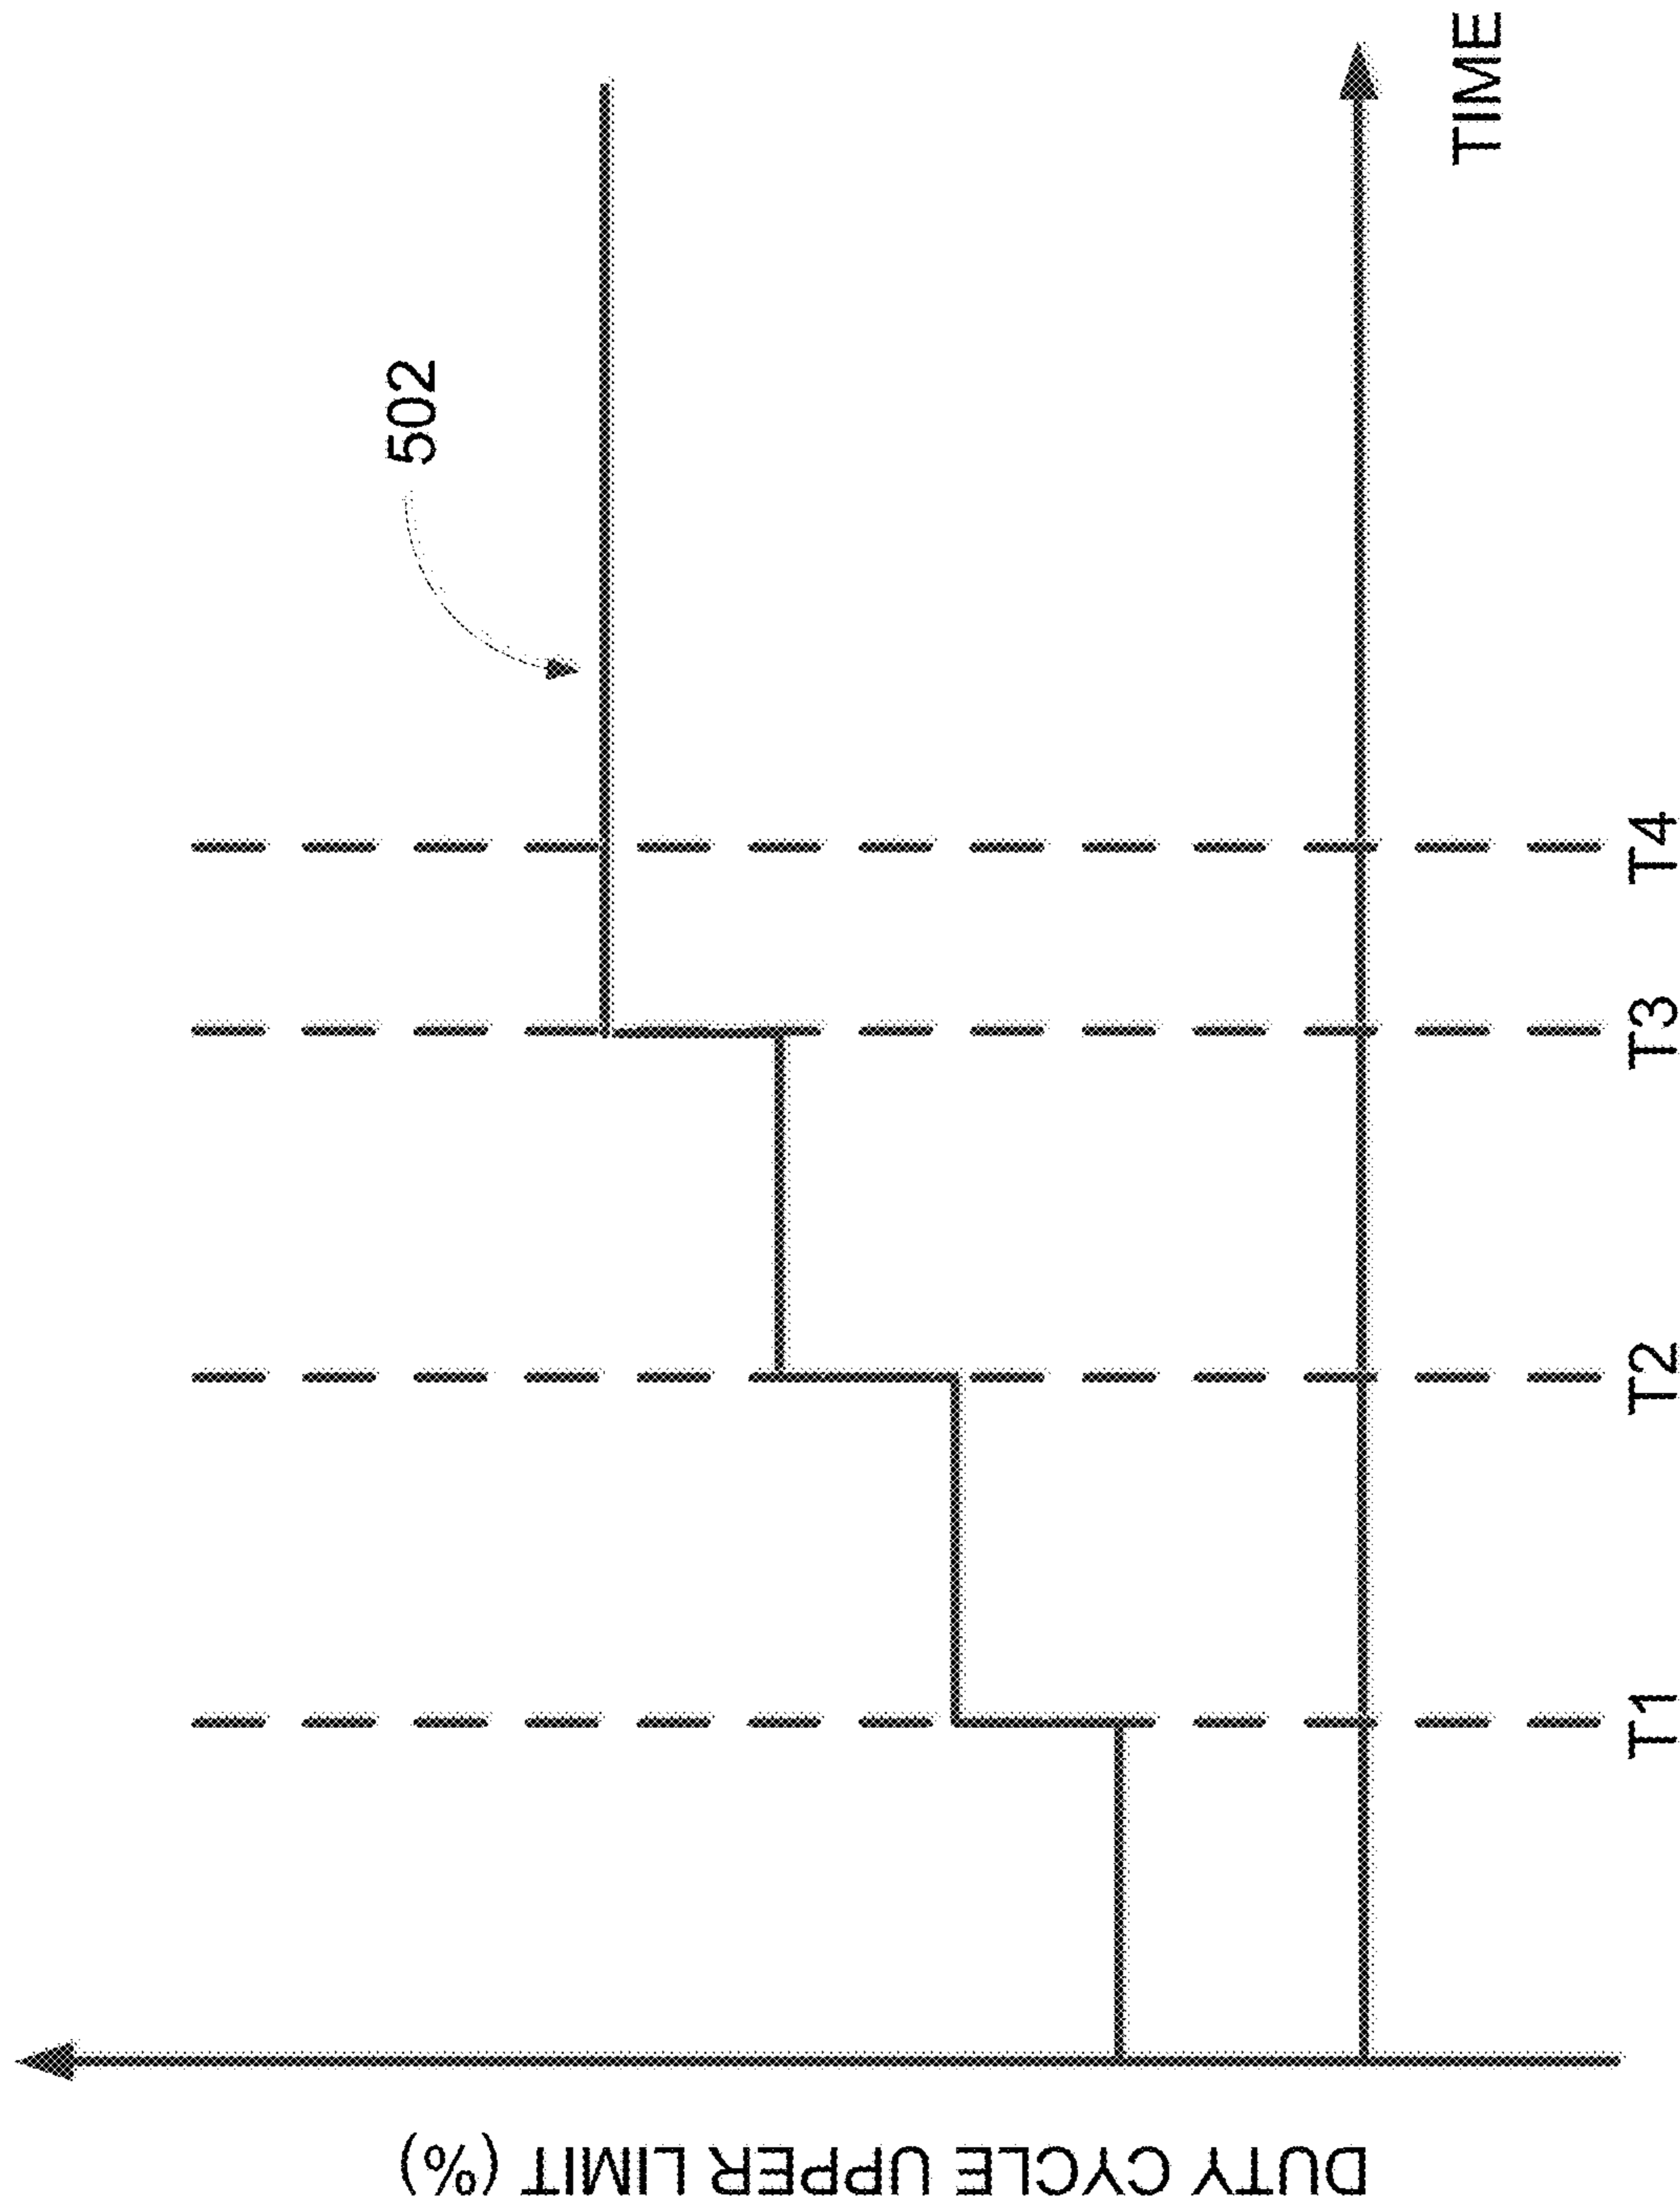 DUTY CYCLE UPPER LIMIT (%)
502
TIME
T1
T2
T3
T4